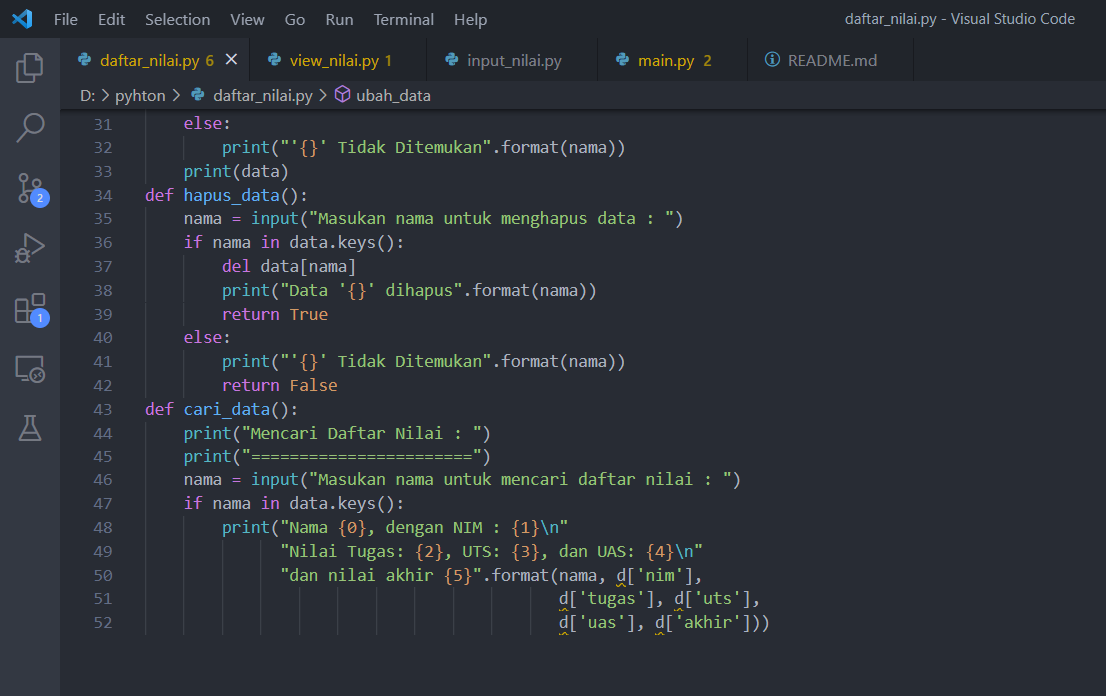 File Edit Selection View Go Run Terminal Help daftar_nilai.py - Visual Studio Code
daftar_nilai.py 6 view_nilai.py 1 input_nilai.py main.py 2 README.md
D: > pyhton > daftar_nilai.py > ubah_data
31 else:
32 print("'{}' Tidak Ditemukan".format(nama))
33 print(data)
34 def hapus_data():
35 nama = input("Masukan nama untuk menghapus data : ")
36 if nama in data.keys():
37 del data[nama]
38 print("Data '{}' dihapus".format(nama))
39 return True
40 else:
41 print("'{}' Tidak Ditemukan".format(nama))
42 return False
43 def cari_data():
44 print("Mencari Daftar Nilai : ")
45 print("=======================")
46 nama = input("Masukan nama untuk mencari daftar nilai : ")
47 if nama in data.keys():
48 print("Nama {0}, dengan NIM : {1}\n"
49 "Nilai Tugas: {2}, UTS: {3}, dan UAS: {4}\n"
50 "dan nilai akhir {5}".format(nama, d['nim'],
51 d['tugas'], d['uts'],
52 d['uas'], d['akhir']))
2
1